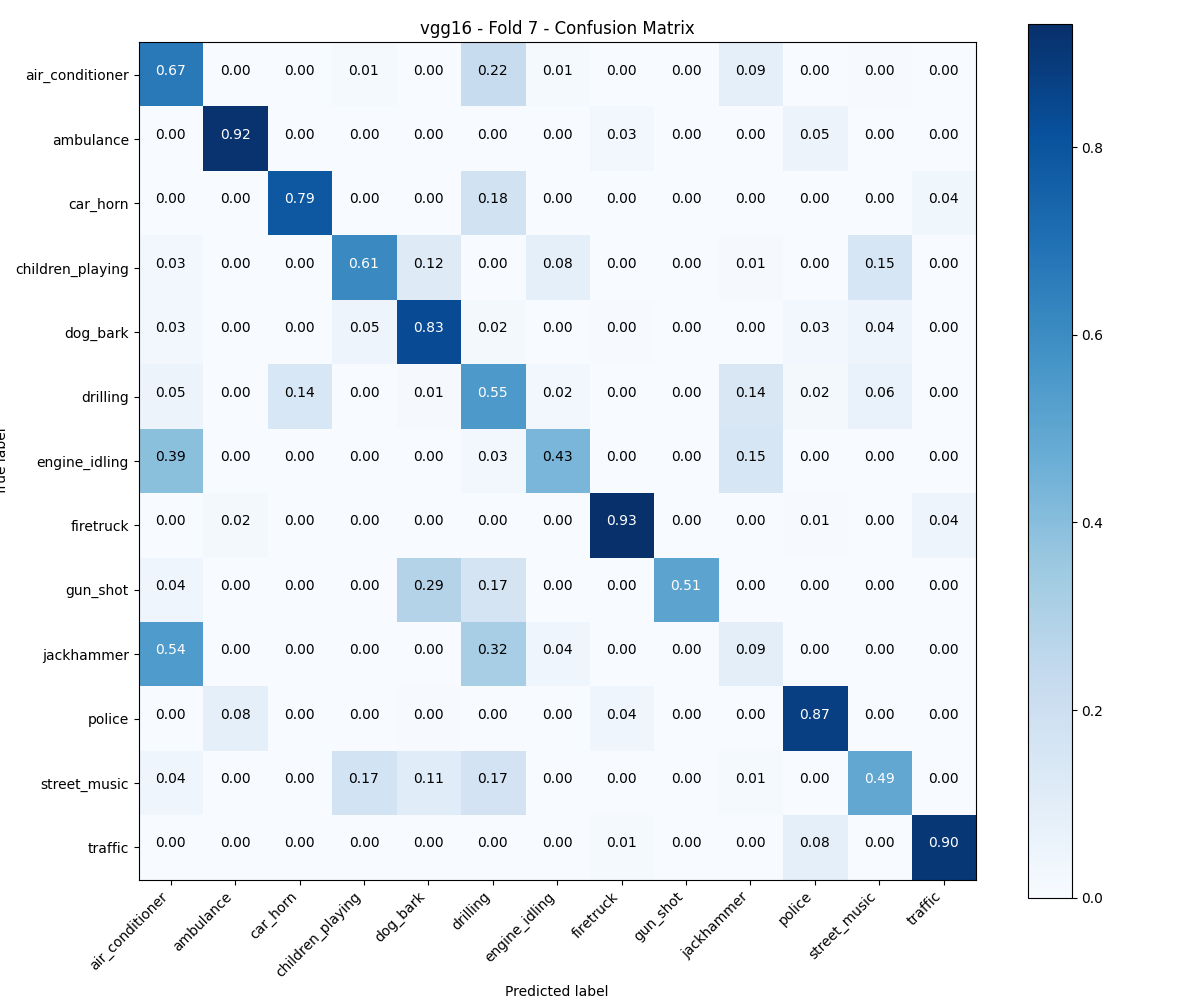 vgg16 - Fold 7 - Confusion Matrix
air_conditioner 0.67 0.00 0.00 0.01 0.00 0.22 0.01 0.00 0.00 0.09 0.00 0.00 0.00
ambulance 0.00 0.92 0.00 0.00 0.00 0.00 0.00 0.03 0.00 0.00 0.05 0.00 0.00
0.8
car_horn 0.00 0.00 0.79 0.00 0.00 0.18 0.00 0.00 0.00 0.00 0.00 0.00 0.04
children_playing 0.03 0.00 0.00 0.61 0.12 0.00 0.08 0.00 0.00 0.01 0.00 0.15 0.00
dog_bark 0.03 0.00 0.00 0.05 0.83 0.02 0.00 0.00 0.00 0.00 0.03 0.04 0.00
0.6
drilling 0.05 0.00 0.14 0.00 0.01 0.55 0.02 0.00 0.00 0.14 0.02 0.06 0.00
engine_idling 0.39 0.00 0.00 0.00 0.00 0.03 0.43 0.00 0.00 0.15 0.00 0.00 0.00
label
firetruck 0.00 0.02 0.00 0.00 0.00 0.00 0.00 0.93 0.00 0.00 0.01 0.00 0.04
0.4
gun_shot 0.04 0.00 0.00 0.00 0.29 0.17 0.00 0.00 0.51 0.00 0.00 0.00 0.00
jackhammer 0.54 0.00 0.00 0.00 0.00 0.32 0.04 0.00 0.00 0.09 0.00 0.00 0.00
police 0.00 0.08 0.00 0.00 0.00 0.00 0.00 0.04 0.00 0.00 0.87 0.00 0.00
0.2
street_music 0.04 0.00 0.00 0.17 0.11 0.17 0.00 0.00 0.00 0.01 0.00 0.49 0.00
traffic 0.00 0.00 0.00 0.00 0.00 0.00 0.00 0.01 0.00 0.00 0.08 0.00 0.90
0.0
air_conditioner ambulance car_horn children_playing dog_bark drilling engine_idling firetruck gun_shot jackhammer police street_music traffic
Predicted label